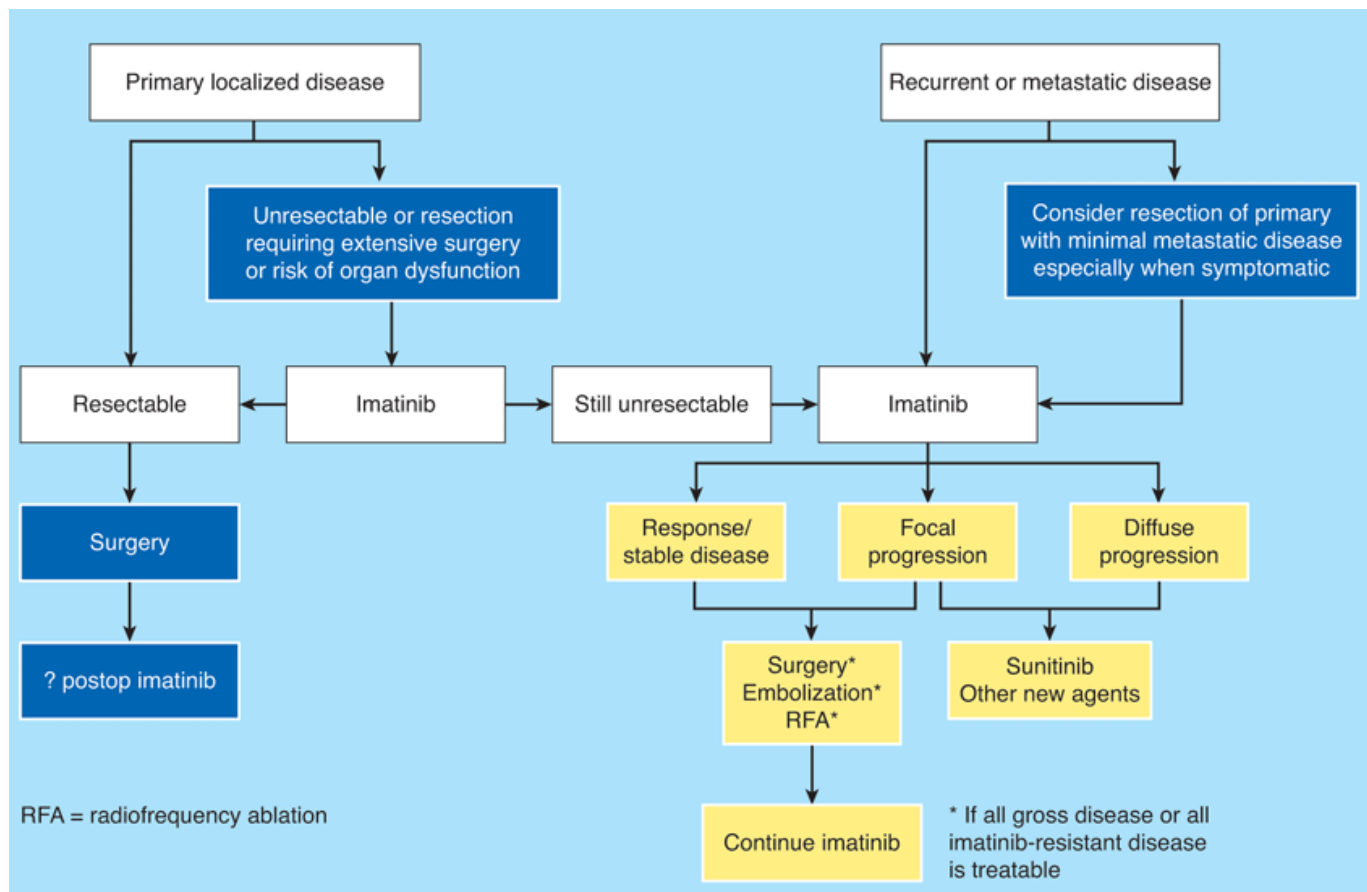 Primary localized disease
Recurrent or metastatic disease
Unresectable or resection
requiring extensive surgery
or risk of organ dysfunction
Consider resection of primary
with minimal metastatic disease
especially when symptomatic
Resectable
Imatinib
Still unresectable
Imatinib
Surgery
Response/
stable disease
Focal
progression
Diffuse
progression
? postop imatinib
Surgery*
Embolization*
RFA*
Sunitinib
Other new agents
RFA = radiofrequency ablation
Continue imatinib
* If all gross disease or all
imatinib-resistant disease
is treatable